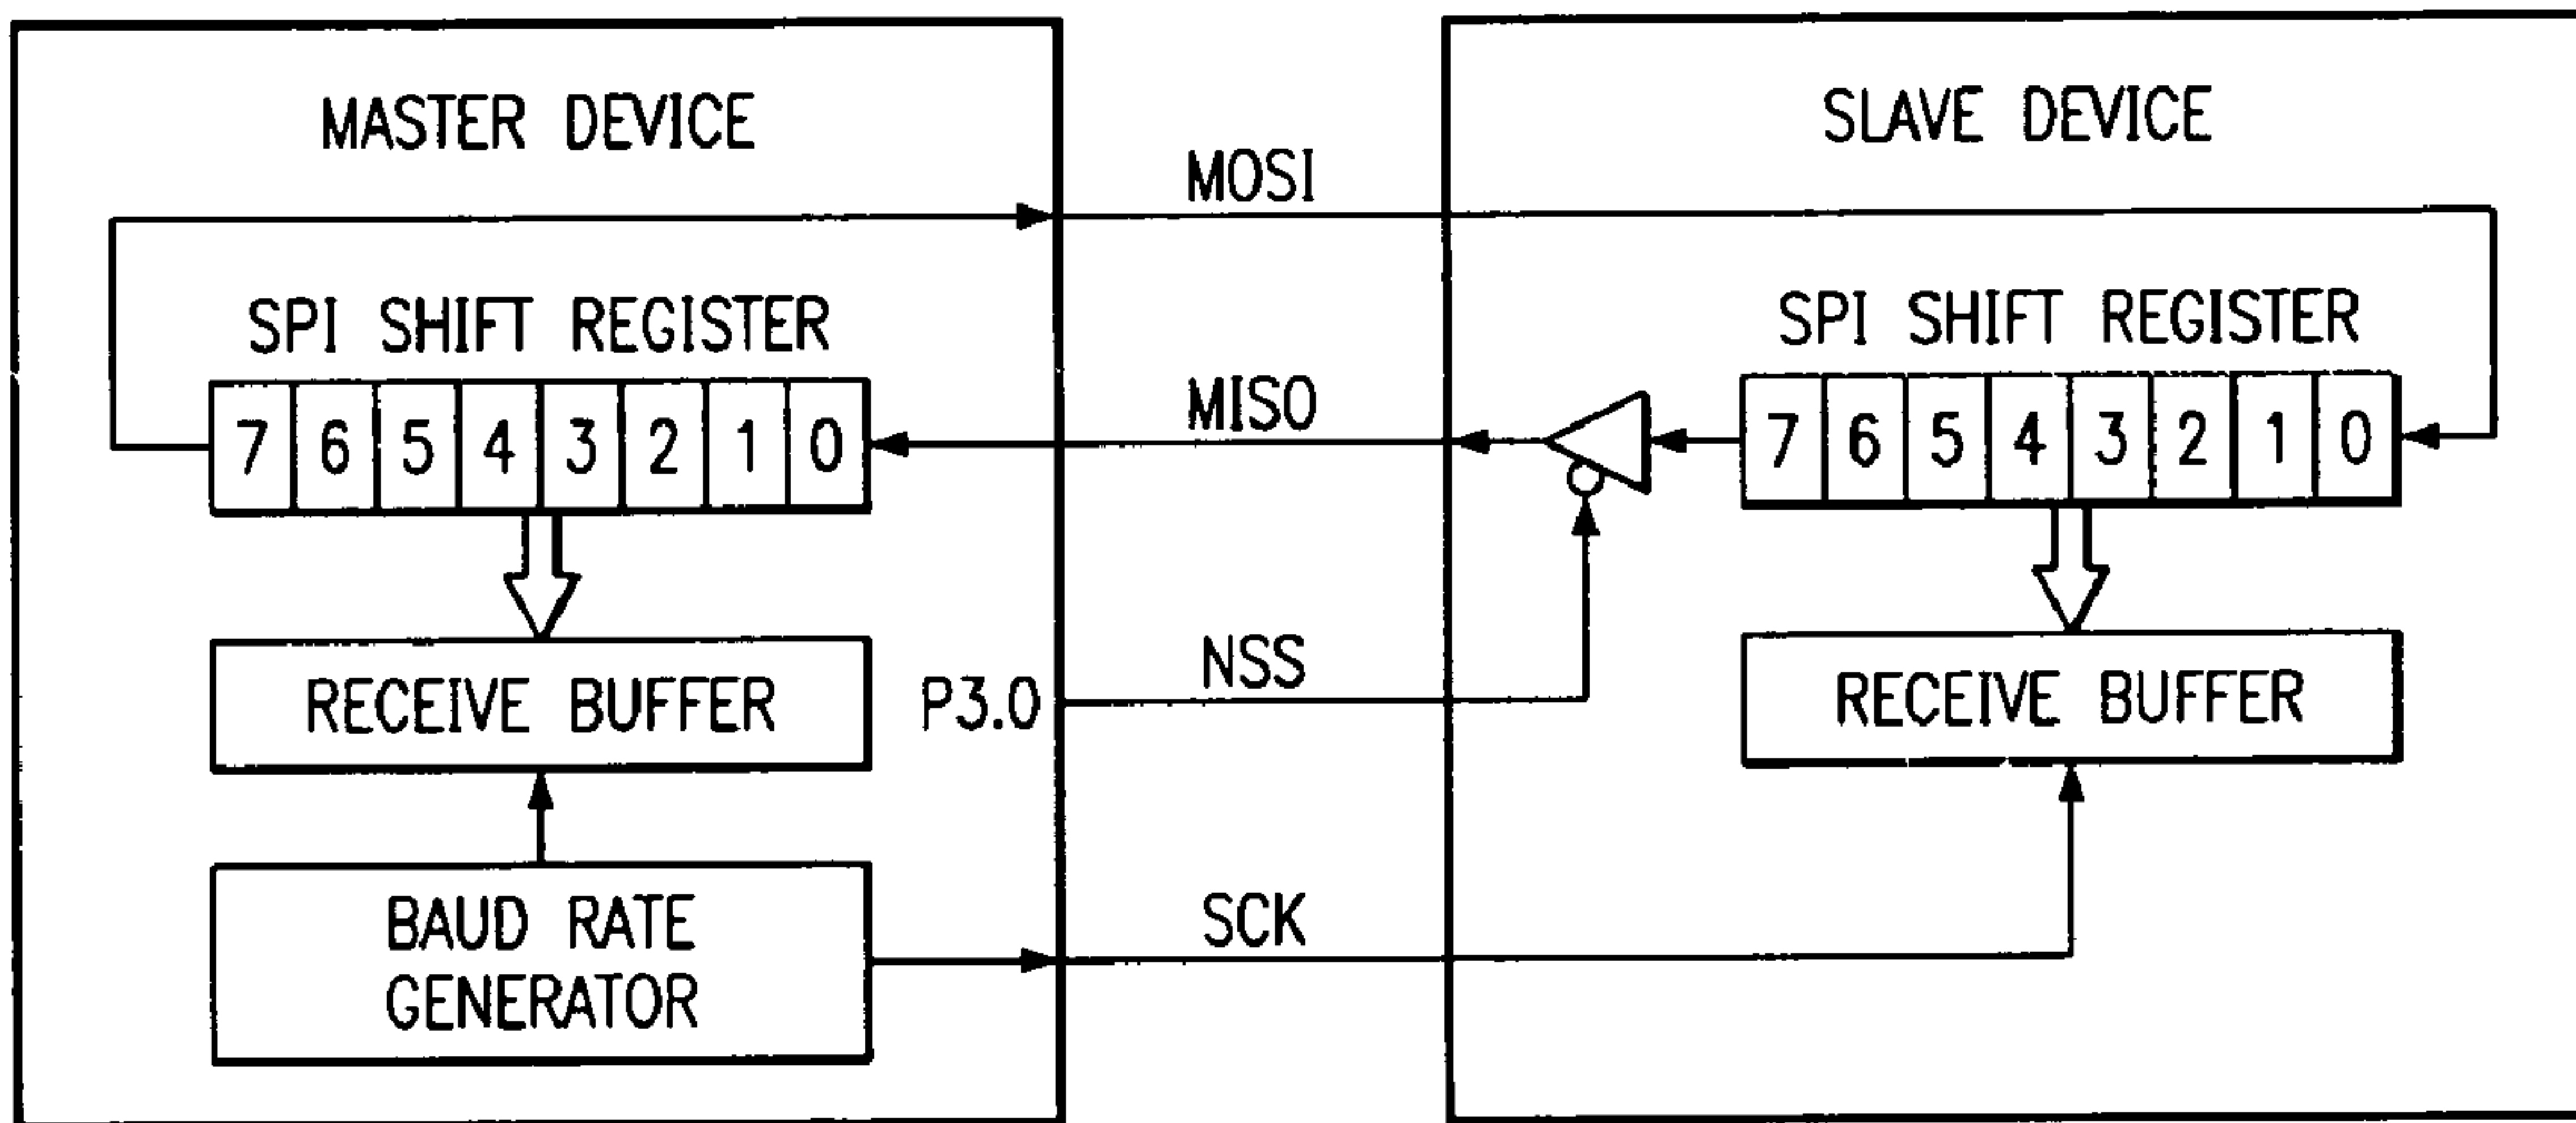 MASTER DEVICE
SLAVE DEVICE
MOSI
SPI SHIFT REGISTER
SPI SHIFT REGISTER
7 6 5 4 3 2 1 0
MISO
7 6 5 4 3 2 1 0
RECEIVE BUFFER
P3.0
NSS
RECEIVE BUFFER
BAUD RATE
GENERATOR
SCK